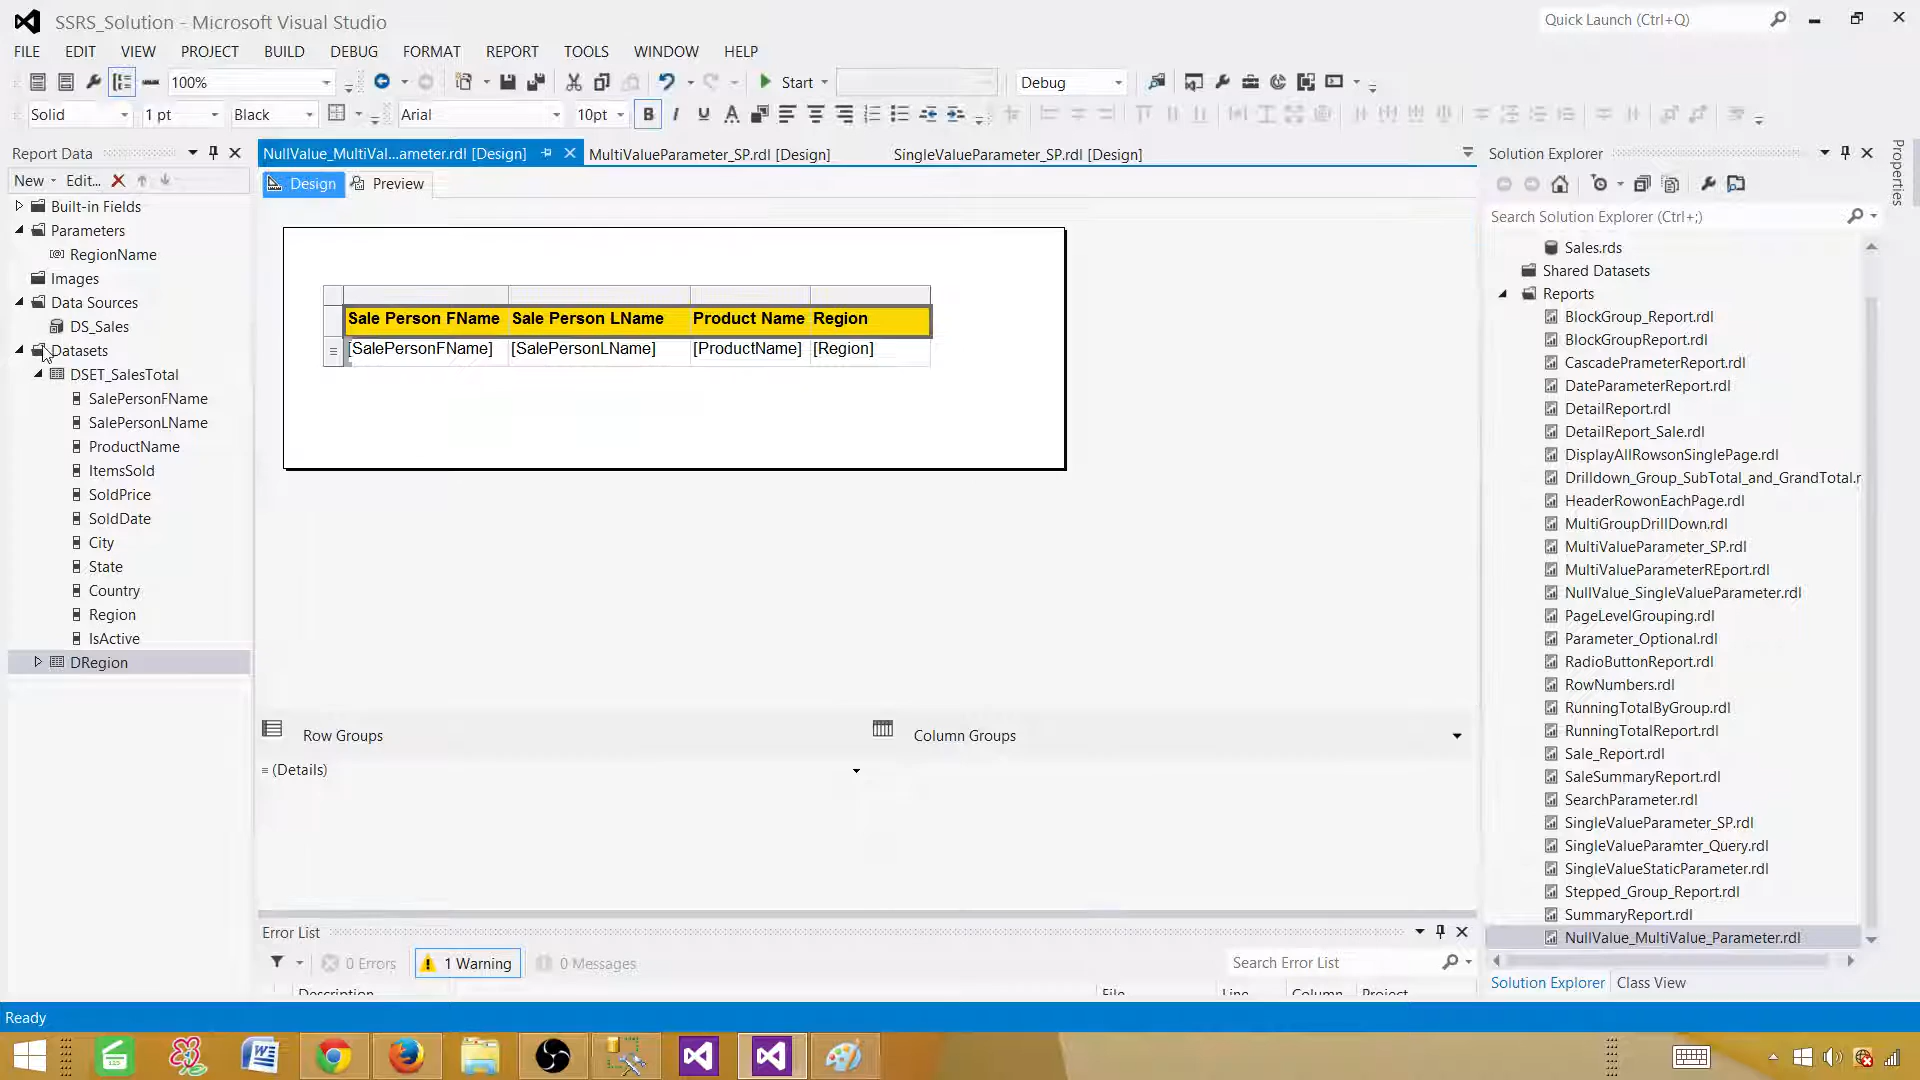 SSRS_Solution - Microsoft Visual Studio
Quick Launch (Ctrl+Q)
FILE EDIT VIEW PROJECT BUILD DEBUG FORMAT REPORT TOOLS WINDOW HELP
100% Start Debug
Solid 1 pt Black Arial 10pt B I U A
Report Data
New Edit...
Built-in Fields
Parameters
RegionName
Images
Data Sources
DS_Sales
Datasets
DSET_SalesTotal
SalePersonFName
SalePersonLName
ProductName
ItemsSold
SoldPrice
SoldDate
City
State
Country
Region
IsActive
DRegion
NullValue_MultiVal...ameter.rdl [Design] MultiValueParameter_SP.rdl [Design] SingleValueParameter_SP.rdl [Design]
Design Preview
Sale Person FName Sale Person LName Product Name Region
[SalePersonFName] [SalePersonLName] [ProductName] [Region]
Row Groups Column Groups
(Details)
Error List
0 Errors 1 Warning 0 Messages Search Error List
Description File Line Column Project
Solution Explorer
Search Solution Explorer (Ctrl+;)
Sales.rds
Shared Datasets
Reports
BlockGroup_Report.rdl
BlockGroupReport.rdl
CascadePrameterReport.rdl
DateParameterReport.rdl
DetailReport.rdl
DetailReport_Sale.rdl
DisplayAllRowsonSinglePage.rdl
Drilldown_Group_SubTotal_and_GrandTotal.r
HeaderRowonEachPage.rdl
MultiGroupDrillDown.rdl
MultiValueParameter_SP.rdl
MultiValueParameterREport.rdl
NullValue_SingleValueParameter.rdl
PageLevelGrouping.rdl
Parameter_Optional.rdl
RadioButtonReport.rdl
RowNumbers.rdl
RunningTotalByGroup.rdl
RunningTotalReport.rdl
Sale_Report.rdl
SaleSummaryReport.rdl
SearchParameter.rdl
SingleValueParameter_SP.rdl
SingleValueParamter_Query.rdl
SingleValueStaticParameter.rdl
Stepped_Group_Report.rdl
SummaryReport.rdl
NullValue_MultiValue_Parameter.rdl
Solution Explorer Class View
Properties
Ready